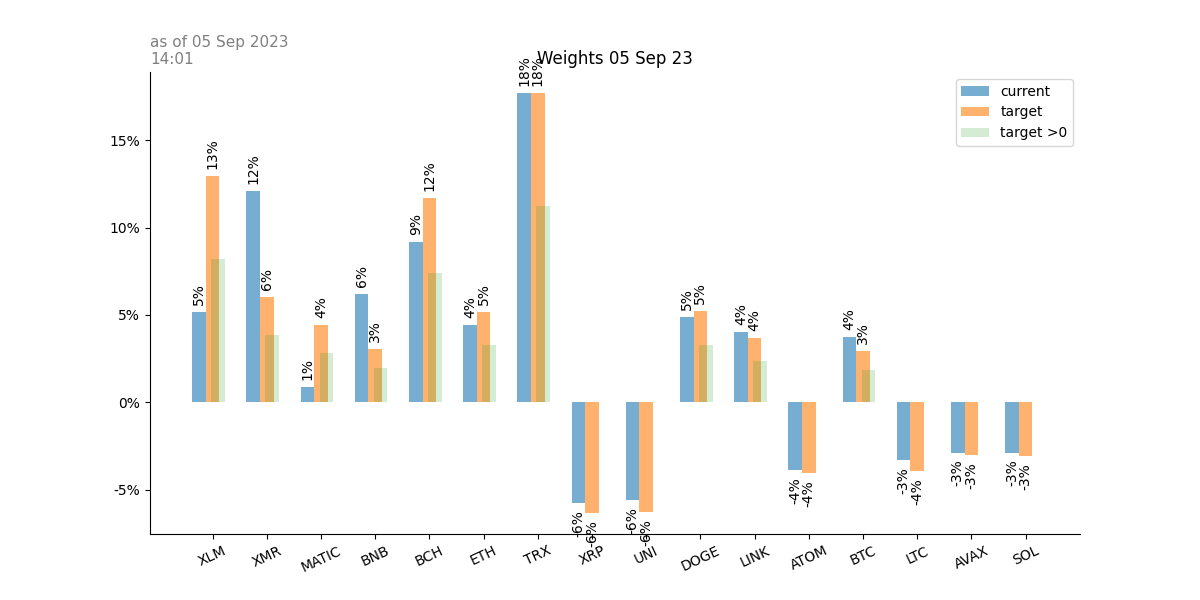 as of 05 Sep 2023
14:01
Weights 05 Sep 23
current
target
target >0
15%
10%
5%
0%
-5%
5%
13%
12%
6%
1%
4%
6%
3%
9%
12%
4%
5%
18%
18%
-6%
-6%
-6%
-6%
5%
5%
4%
4%
-4%
-4%
4%
3%
-3%
-4%
-3%
-3%
-3%
-3%
XLM
XMR
MATIC
BNB
BCH
ETH
TRX
XRP
UNI
DOGE
LINK
ATOM
BTC
LTC
AVAX
SOL